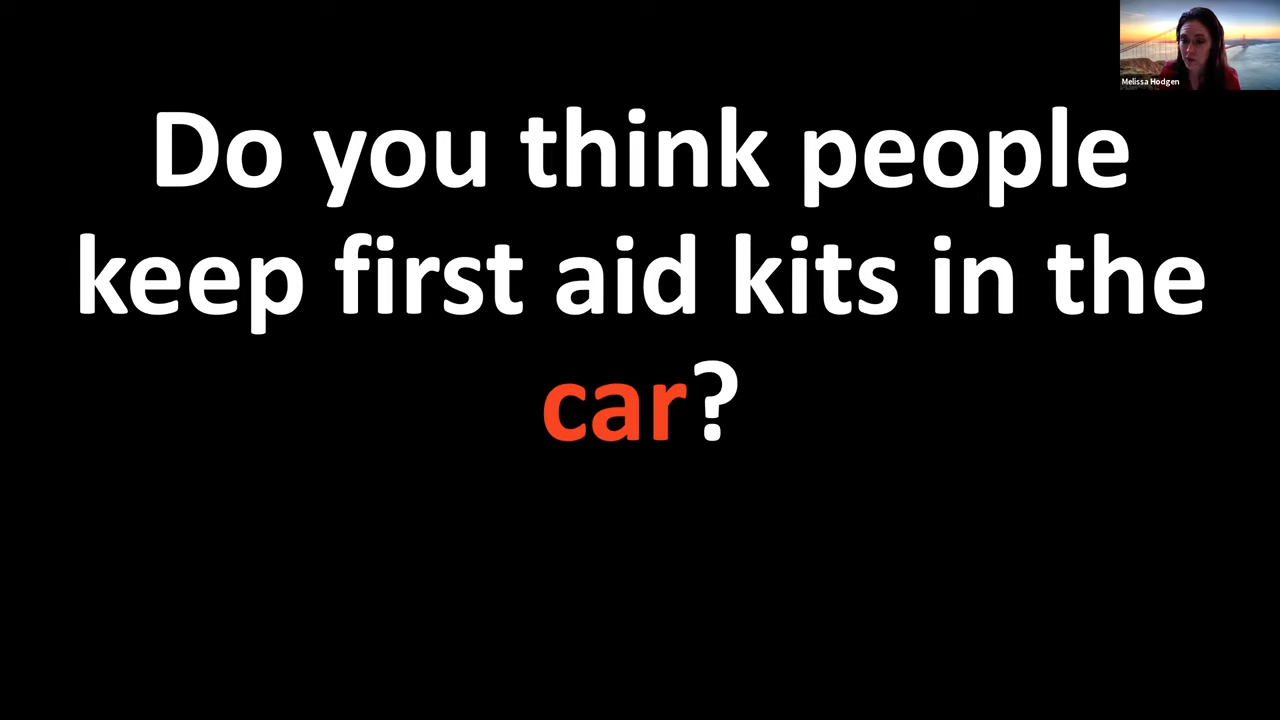 Melissa Hodgen
Do you think people
keep first aid kits in the
car?